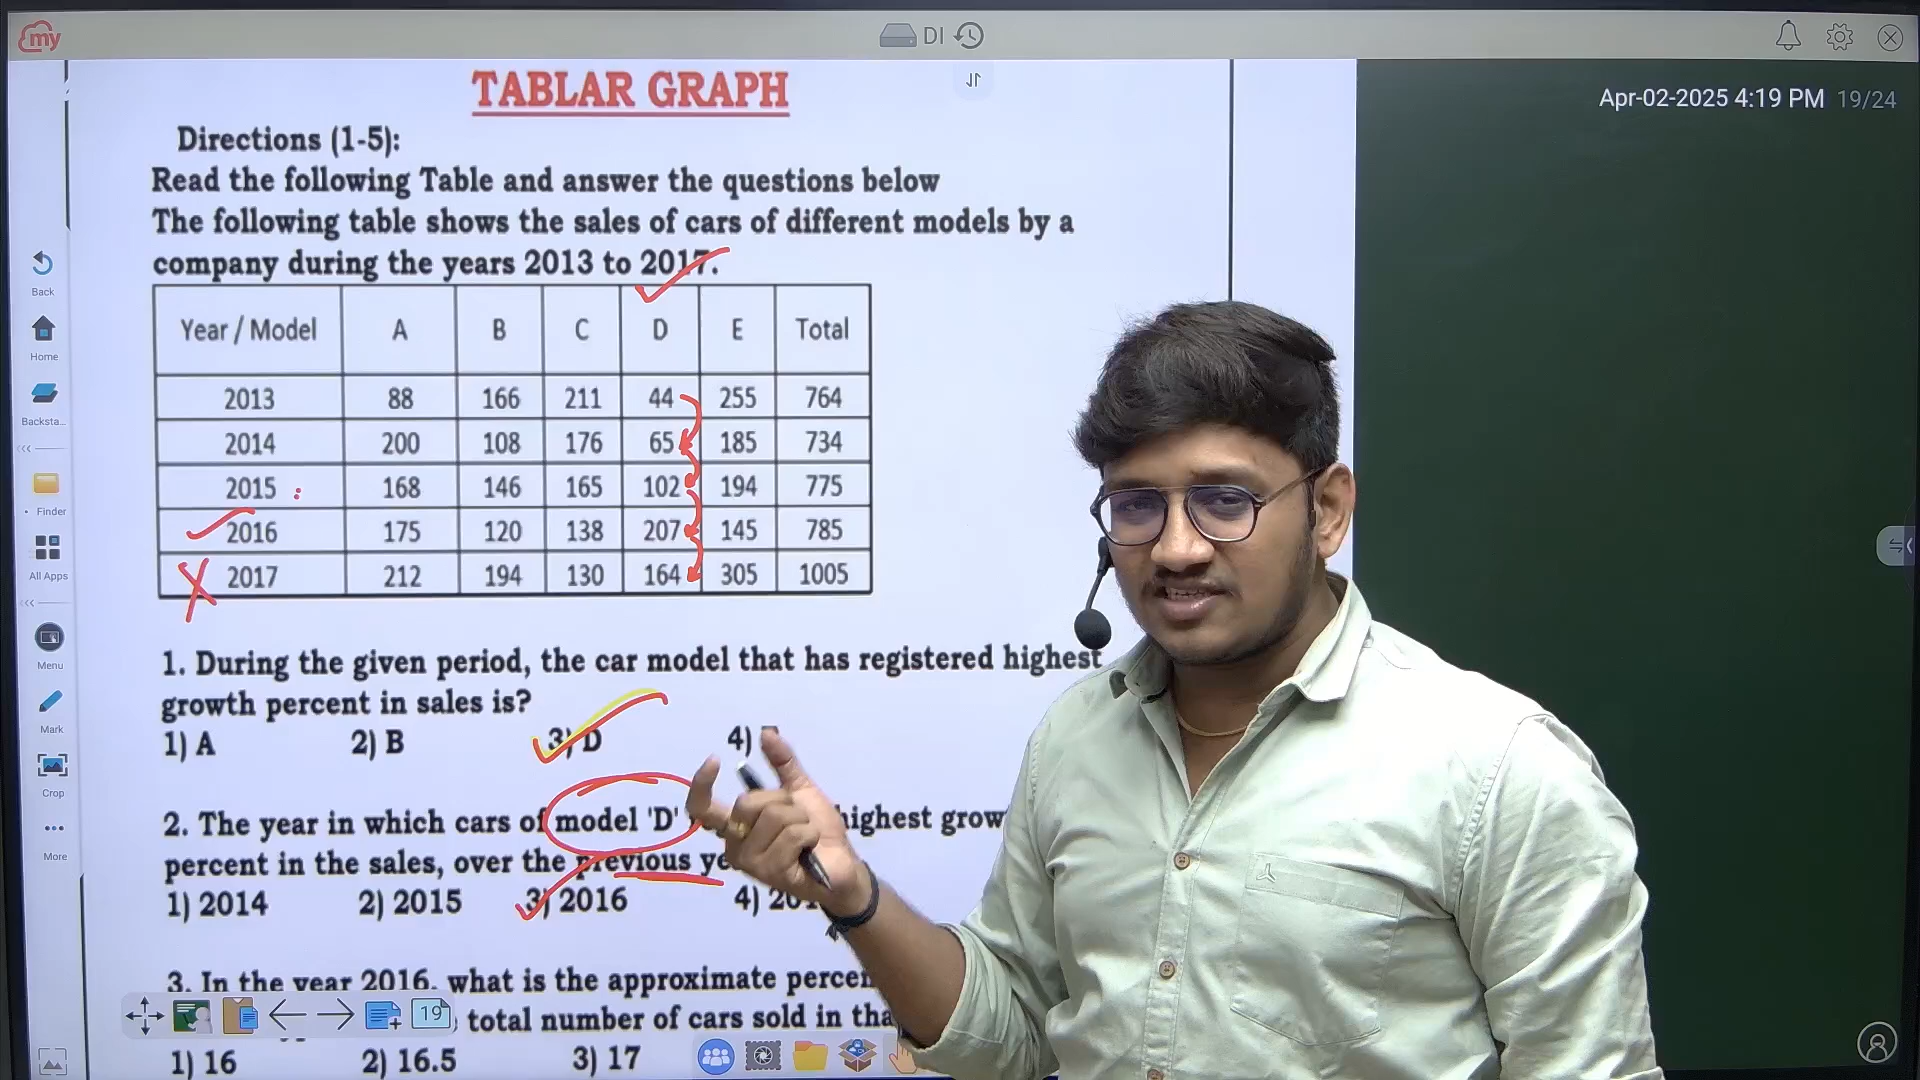 my
DI
Apr-02-2025 4:19 PM 19/24
TABLAR GRAPH
Directions (1-5):
Read the following Table and answer the questions below
The following table shows the sales of cars of different models by a
company during the years 2013 to 2017.
Year / Model A B C D E Total
2013 88 166 211 44 255 764
2014 200 108 176 65 185 734
2015 168 146 165 102 194 775
2016 175 120 138 207 145 785
2017 212 194 130 164 305 1005
1. During the given period, the car model that has registered highest
growth percent in sales is?
1) A 2) B 3) D 4)
2. The year in which cars of model 'D' highest
percent in the sales, over the previous
1) 2014 2) 2015 3) 2016 4)
3. In the year 2016, what is the approximate
total number of cars sold in
1) 16 2) 16.5 3) 17
Back
Home
Backsta...
Finder
All Apps
Menu
Mark
Crop
More
19